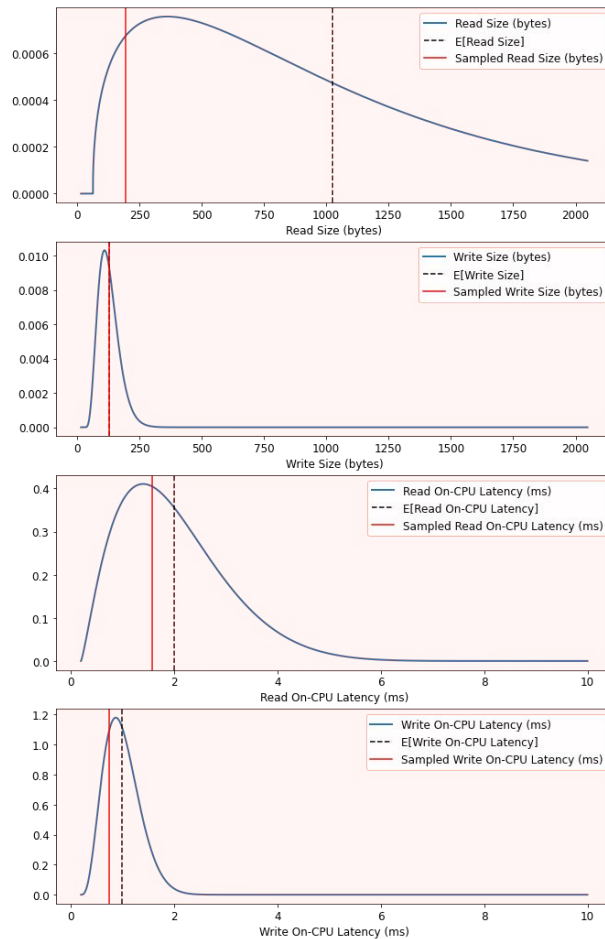 Read Size (bytes)
E[Read Size]
Sampled Read Size (bytes)
0.0006
0.0004
0.0002
0.0000
0 250 500 750 1000 1250 1500 1750 2000
Read Size (bytes)
Write Size (bytes)
E[Write Size]
Sampled Write Size (bytes)
0.010
0.008
0.006
0.004
0.002
0.000
0 250 500 750 1000 1250 1500 1750 2000
Write Size (bytes)
Read On-CPU Latency (ms)
E[Read On-CPU Latency]
Sampled Read On-CPU Latency (ms)
0.4
0.3
0.2
0.1
0.0
0 2 4 6 8 10
Read On-CPU Latency (ms)
Write On-CPU Latency (ms)
E[Write On-CPU Latency]
Sampled Write On-CPU Latency (ms)
1.2
1.0
0.8
0.6
0.4
0.2
0.0
0 2 4 6 8 10
Write On-CPU Latency (ms)